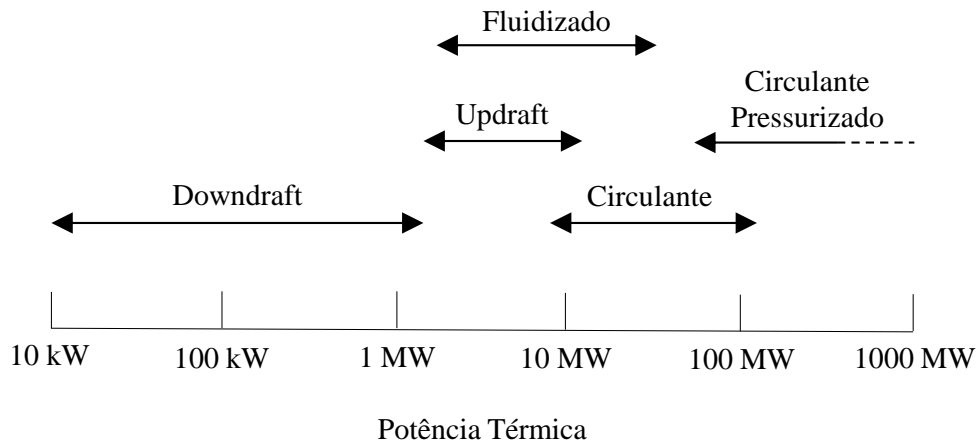 Fluidizado
Circulante
Pressurizado
Updraft
Downdraft
Circulante
10 kW
100 kW
1 MW
10 MW
100 MW
1000 MW
Potência Térmica